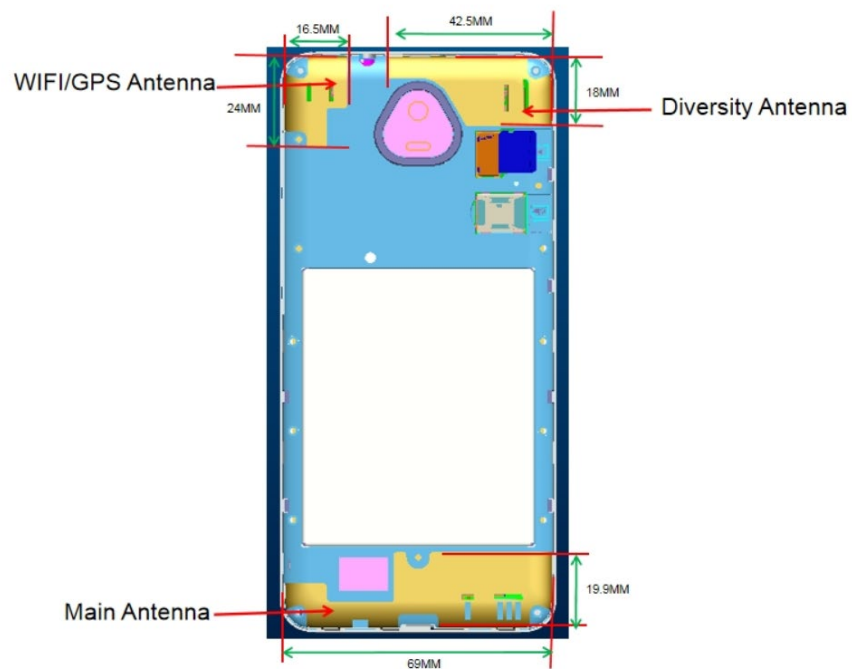 16.5MM
42.5MM
WIFI/GPS Antenna
24MM
18MM
Diversity Antenna
19.9MM
Main Antenna
69MM